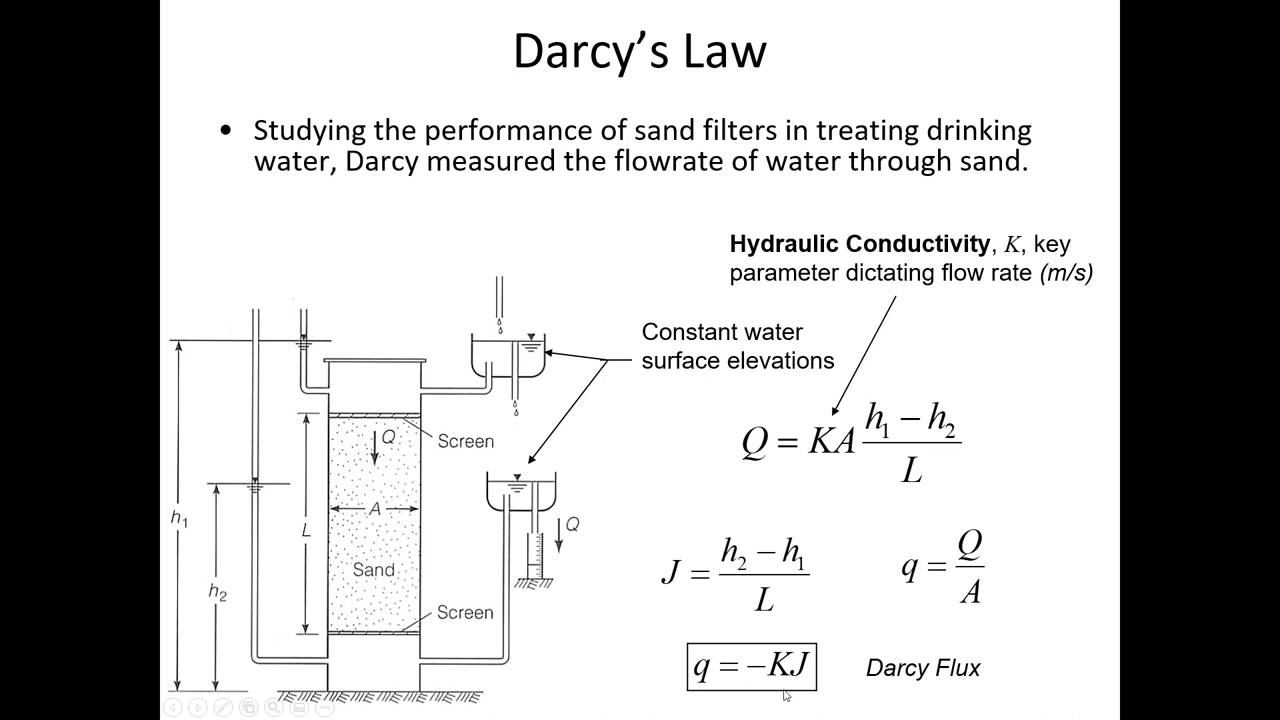 Darcy’s Law
• Studying the performance of sand filters in treating drinking
water, Darcy measured the flowrate of water through sand.
Hydraulic Conductivity, K, key
parameter dictating flow rate (m/s)
Constant water
surface elevations
Q = KA (h₁ − h₂) / L
J = (h₂ − h₁) / L
q = Q / A
q = −KJ
Darcy Flux
Q
Screen
A
L
Sand
Screen
h₁
h₂
Q